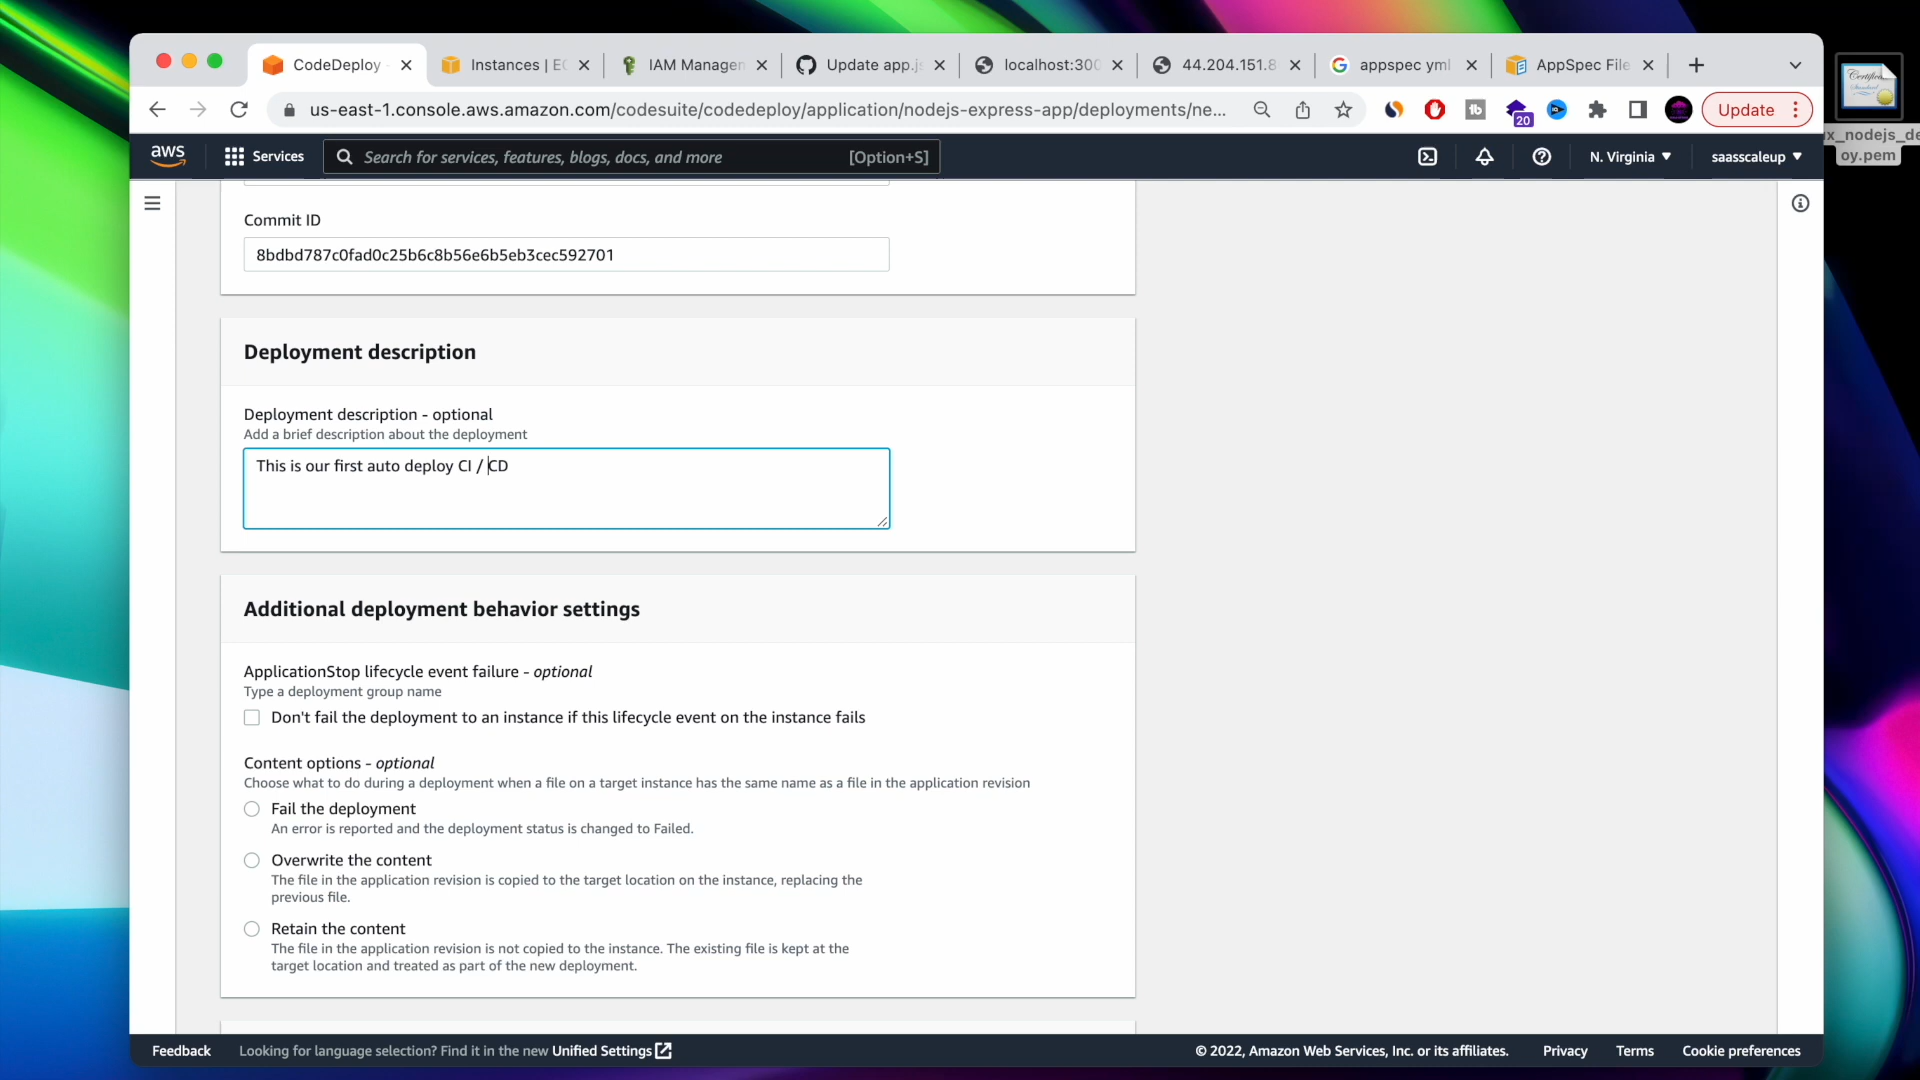 CodeDeploy
Instances | EC
IAM Managem
Update app.js
localhost:300
44.204.151.8
appspec yml
AppSpec File
us-east-1.console.aws.amazon.com/codesuite/codedeploy/application/nodejs-express-app/deployments/ne...
20
Update
aws
Services
Search for services, features, blogs, docs, and more
[Option+S]
N. Virginia
saasscaleup
x_nodejs_de
oy.pem
Commit ID
8bdbd787c0fad0c25b6c8b56e6b5eb3cec592701
Deployment description
Deployment description - optional
Add a brief description about the deployment
This is our first auto deploy CI / CD
Additional deployment behavior settings
ApplicationStop lifecycle event failure - optional
Type a deployment group name
Don't fail the deployment to an instance if this lifecycle event on the instance fails
Content options - optional
Choose what to do during a deployment when a file on a target instance has the same name as a file in the application revision
Fail the deployment
An error is reported and the deployment status is changed to Failed.
Overwrite the content
The file in the application revision is copied to the target location on the instance, replacing the
previous file.
Retain the content
The file in the application revision is not copied to the instance. The existing file is kept at the
target location and treated as part of the new deployment.
Feedback
Looking for language selection? Find it in the new Unified Settings
© 2022, Amazon Web Services, Inc. or its affiliates.
Privacy
Terms
Cookie preferences